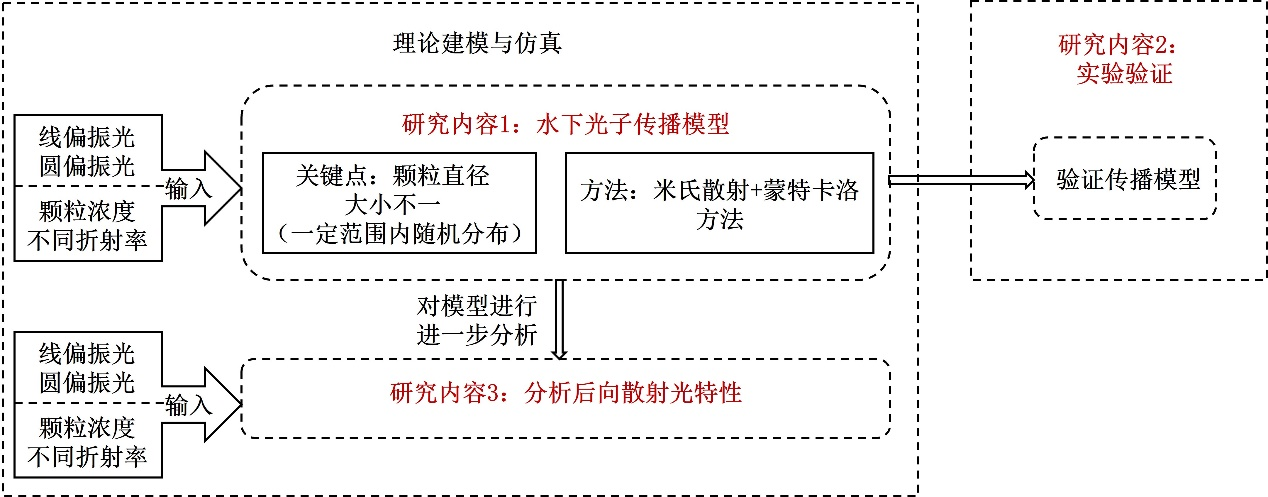 理论建模与仿真
研究内容1：水下光子传播模型
线偏振光
圆偏振光
颗粒浓度
不同折射率
输入
关键点：颗粒直径
大小不一
（一定范围内随机分布）
方法：米氏散射+蒙特卡洛
方法
对模型进行
进一步分析
线偏振光
圆偏振光
颗粒浓度
不同折射率
输入
研究内容3：分析后向散射光特性
研究内容2：
实验验证
验证传播模型